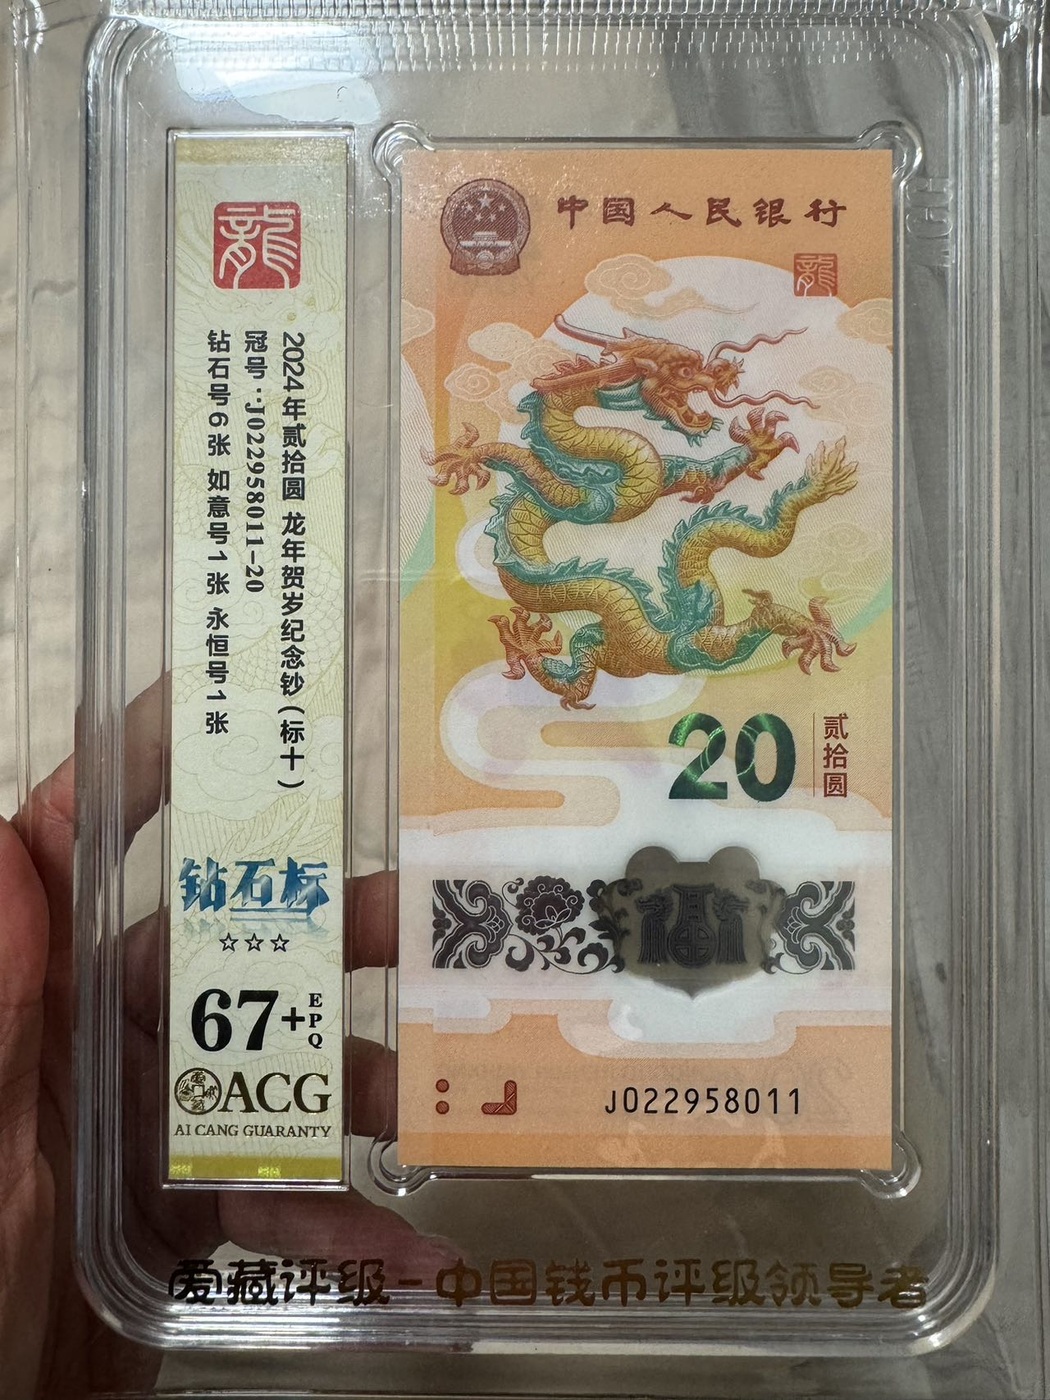 龍
2024年贰拾圆 龙年贺岁纪念钞(标十)
冠号:J022958011-20
钻石号6张 如意号1张 永恒号1张
钻石标
☆☆☆
67+EPQ
ACG
AI CANG GUARANTY
中国人民银行
龍
20
贰拾圆
J022958011
爱藏评级-中国钱币评级领导者